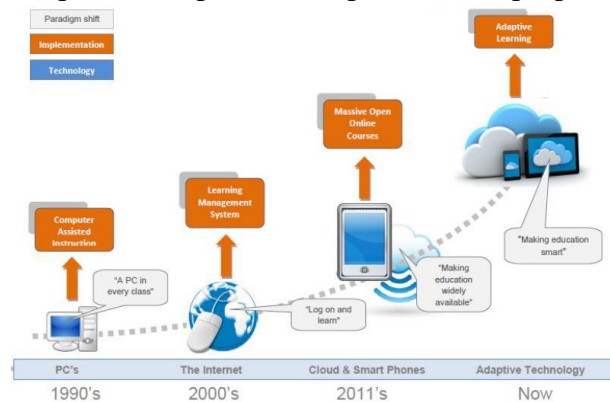 Paradigm shift
Implementation
Technology
Adaptive
Learning
Massive Open
Online
Courses
Learning
Management
System
Computer
Assisted
Instruction
"A PC in
every class"
"Log on and
learn"
"Making
education
widely
available"
"Making education
smart"
PC's
The Internet
Cloud & Smart Phones
Adaptive Technology
1990's
2000's
2011's
Now